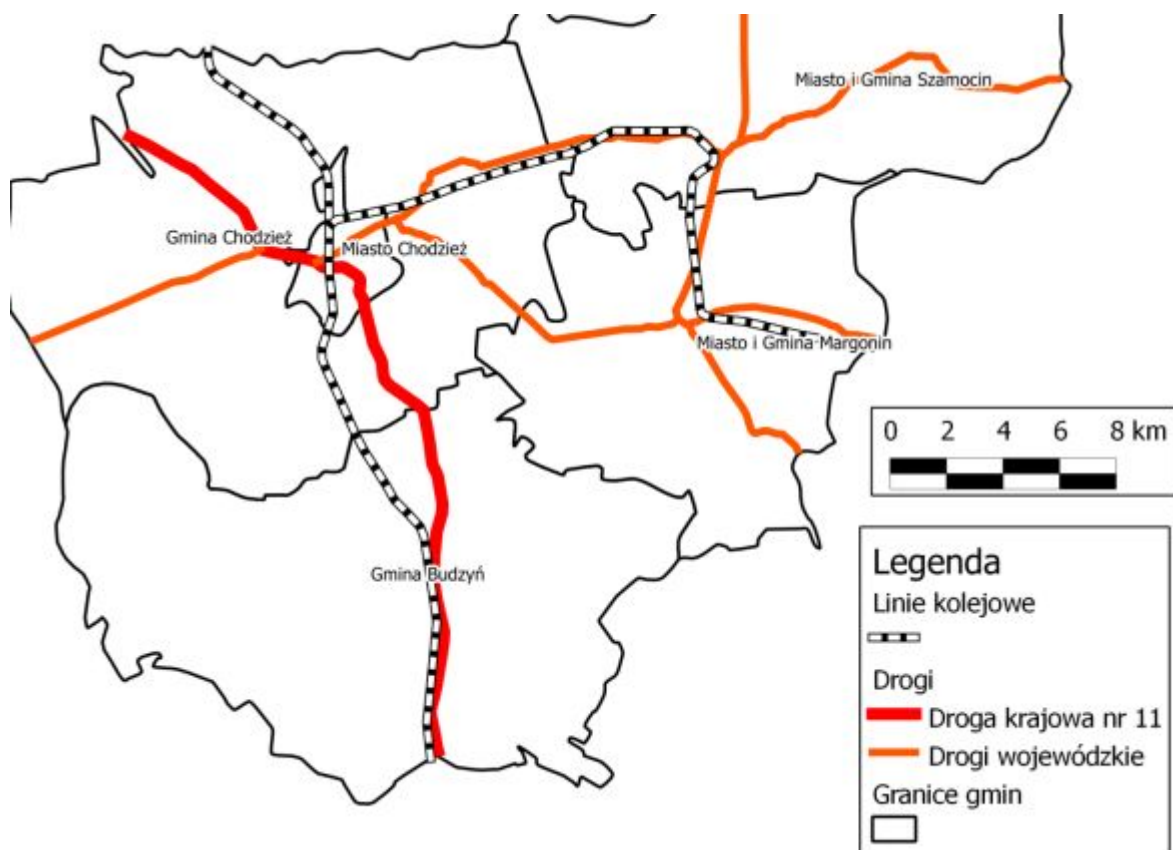 Miasto i Gmina Szamocin
Gmina Chodzież
Miasto Chodzież
Miasto i Gmina Margonin
0 2 4 6 8 km
Gmina Budzyń
Legenda
Linie kolejowe
Drogi
Droga krajowa nr 11
Drogi wojewódzkie
Granice gmin